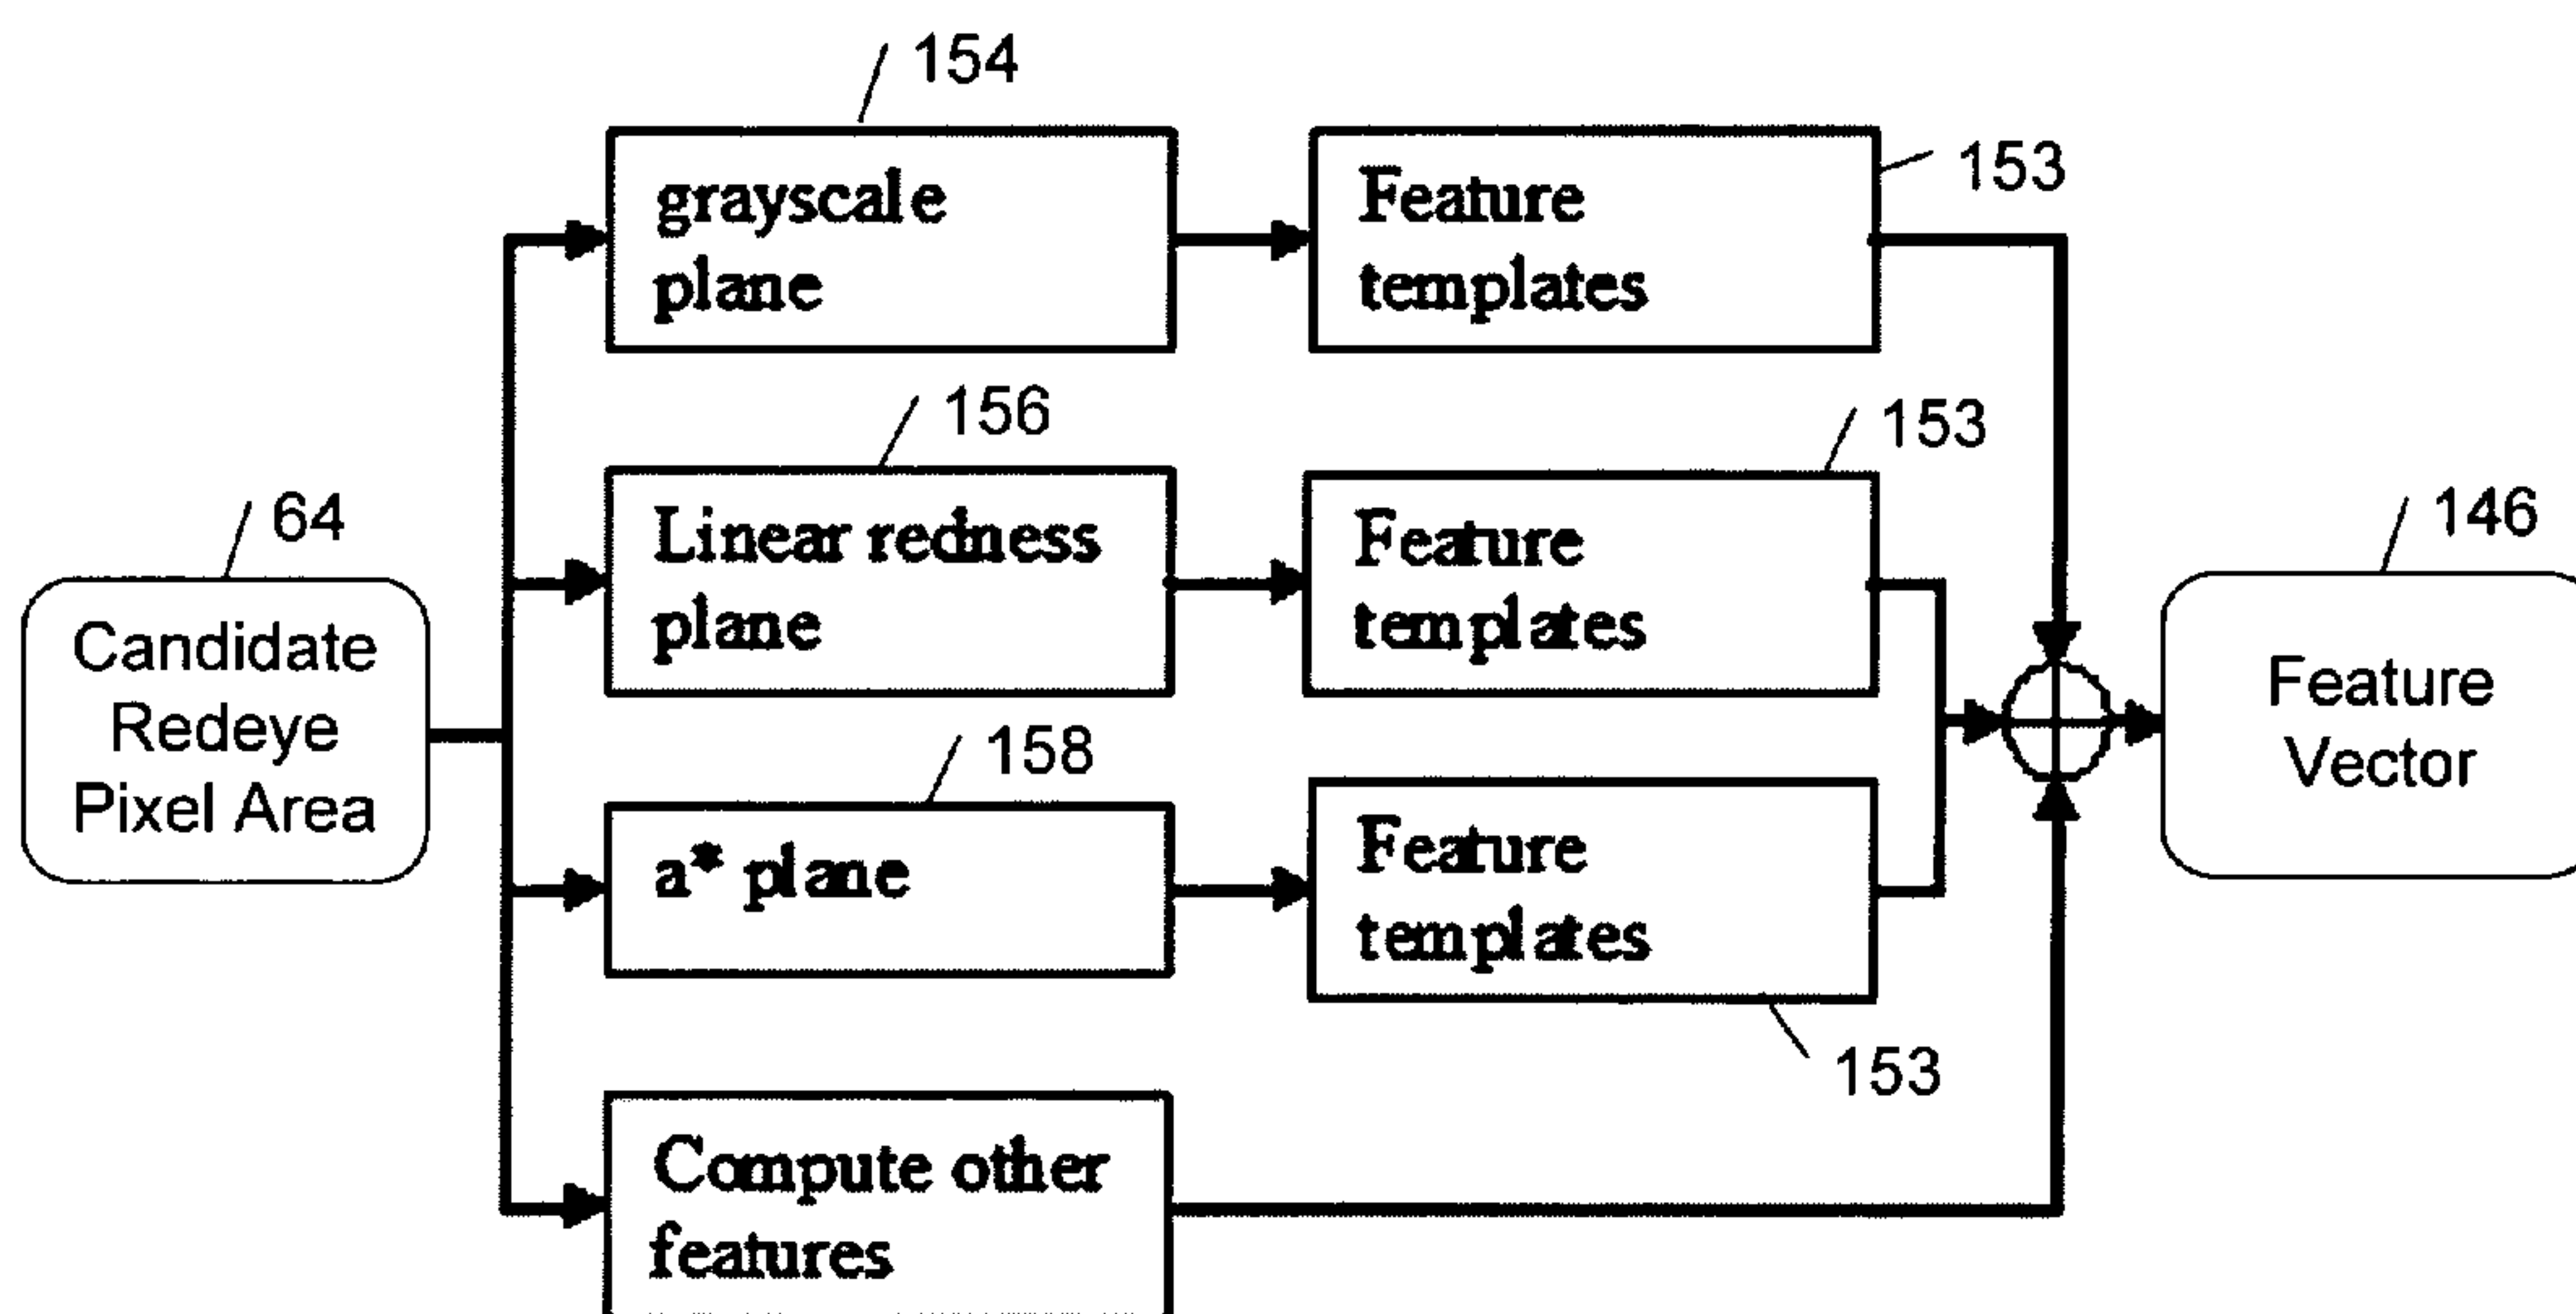 154
153
grayscale
plane
Feature
templates
156
153
Linear redness
plane
Feature
templates
64
146
Candidate
Redeye
Pixel Area
Feature
Vector
158
a* plane
Feature
templates
153
Compute other
features